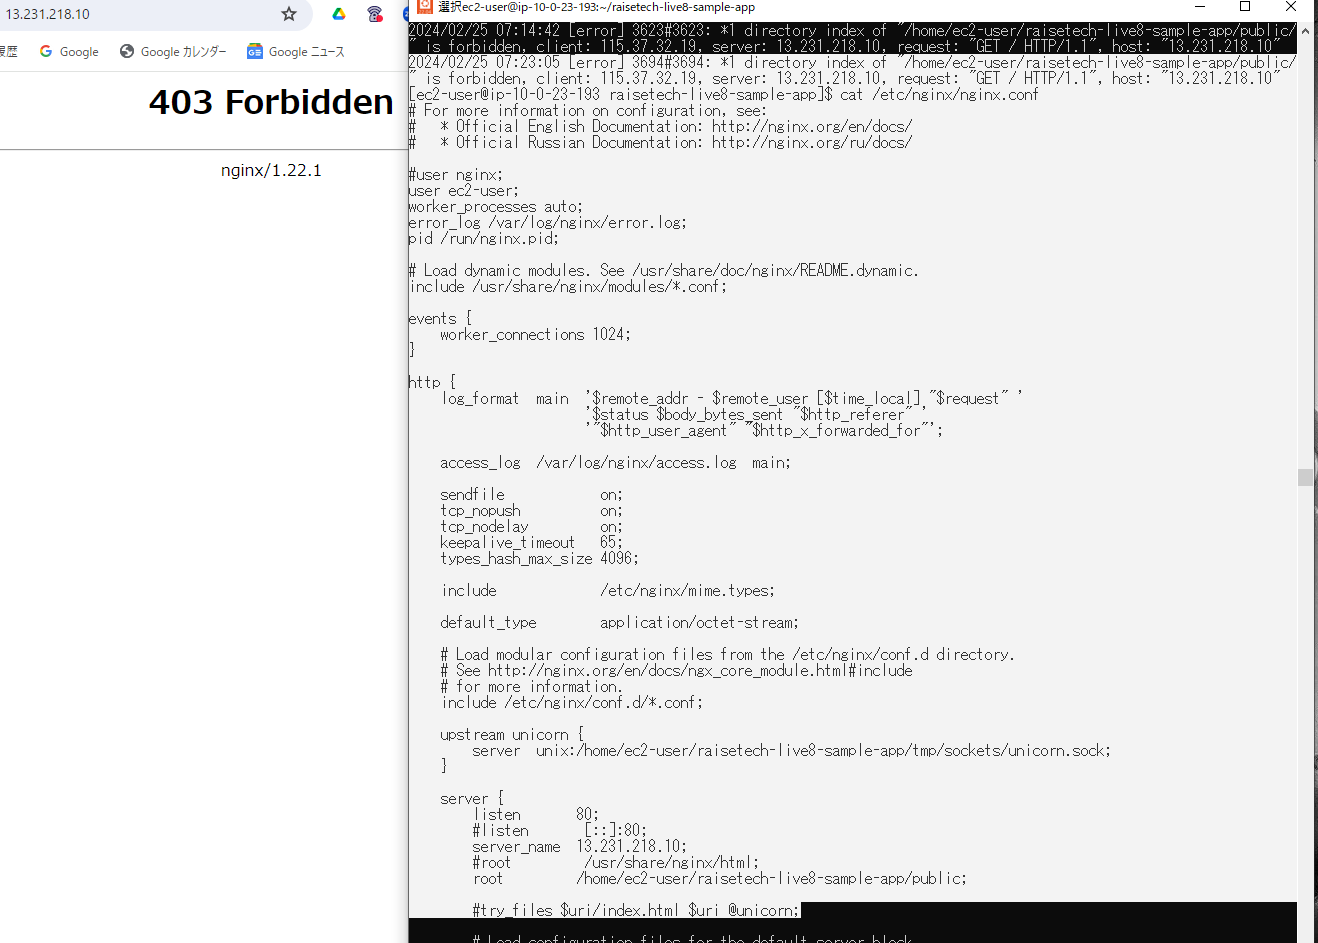 13.231.218.10
歴
Google
Google カレンダー
Google ニュース
403 Forbidden
nginx/1.22.1
選択ec2-user@ip-10-0-23-193:~/raisetech-live8-sample-app
2024/02/25 07:14:42 [error] 3623#3623: *1 directory index of "/home/ec2-user/raisetech-live8-sample-app/public/
" is forbidden, client: 115.37.32.19, server: 13.231.218.10, request: "GET / HTTP/1.1", host: "13.231.218.10"
2024/02/25 07:23:05 [error] 3694#3694: *1 directory index of "/home/ec2-user/raisetech-live8-sample-app/public/
" is forbidden, client: 115.37.32.19, server: 13.231.218.10, request: "GET / HTTP/1.1", host: "13.231.218.10"
[ec2-user@ip-10-0-23-193 raisetech-live8-sample-app]$ cat /etc/nginx/nginx.conf
# For more information on configuration, see:
#   * Official English Documentation: http://nginx.org/en/docs/
#   * Official Russian Documentation: http://nginx.org/ru/docs/
#user nginx;
user ec2-user;
worker_processes auto;
error_log /var/log/nginx/error.log;
pid /run/nginx.pid;
# Load dynamic modules. See /usr/share/doc/nginx/README.dynamic.
include /usr/share/nginx/modules/*.conf;
events {
    worker_connections 1024;
}
http {
    log_format  main  '$remote_addr - $remote_user [$time_local] "$request" '
                      '$status $body_bytes_sent "$http_referer" '
                      '"$http_user_agent" "$http_x_forwarded_for"';
    access_log  /var/log/nginx/access.log  main;
    sendfile            on;
    tcp_nopush          on;
    tcp_nodelay         on;
    keepalive_timeout   65;
    types_hash_max_size 4096;
    include             /etc/nginx/mime.types;
    default_type        application/octet-stream;
    # Load modular configuration files from the /etc/nginx/conf.d directory.
    # See http://nginx.org/en/docs/ngx_core_module.html#include
    # for more information.
    include /etc/nginx/conf.d/*.conf;
    upstream unicorn {
        server  unix:/home/ec2-user/raisetech-live8-sample-app/tmp/sockets/unicorn.sock;
    }
    server {
        listen       80;
        #listen       [::]:80;
        server_name  13.231.218.10;
        #root         /usr/share/nginx/html;
        root         /home/ec2-user/raisetech-live8-sample-app/public;
        #try_files $uri/index.html $uri @unicorn;
        # Load configuration files for the default server block.